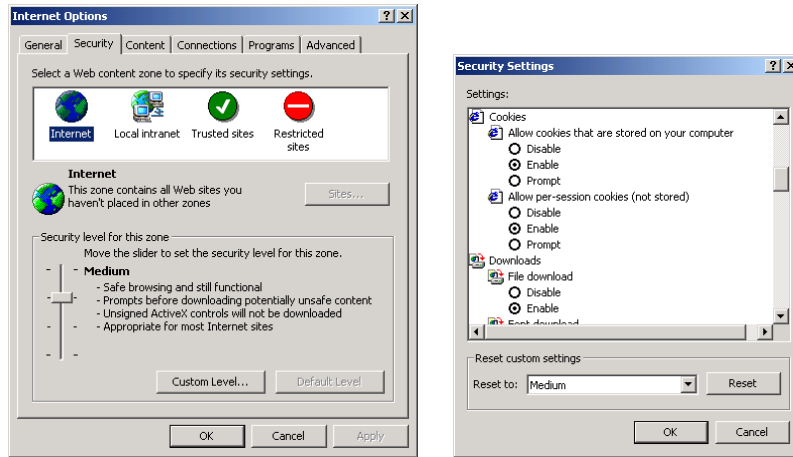 Internet Options
General Security Content Connections Programs Advanced
Select a Web content zone to specify its security settings.
Internet Local intranet Trusted sites Restricted
sites
Internet
This zone contains all Web sites you
haven't placed in other zones
Sites...
Security level for this zone
Move the slider to set the security level for this zone.
Medium
- Safe browsing and still functional
- Prompts before downloading potentially unsafe content
- Unsigned ActiveX controls will not be downloaded
- Appropriate for most Internet sites
Custom Level... Default Level
OK Cancel Apply
Security Settings
Settings:
Cookies
Allow cookies that are stored on your computer
Disable
Enable
Prompt
Allow per-session cookies (not stored)
Disable
Enable
Prompt
Downloads
File download
Disable
Enable
Font download
Reset custom settings
Reset to: Medium Reset
OK Cancel